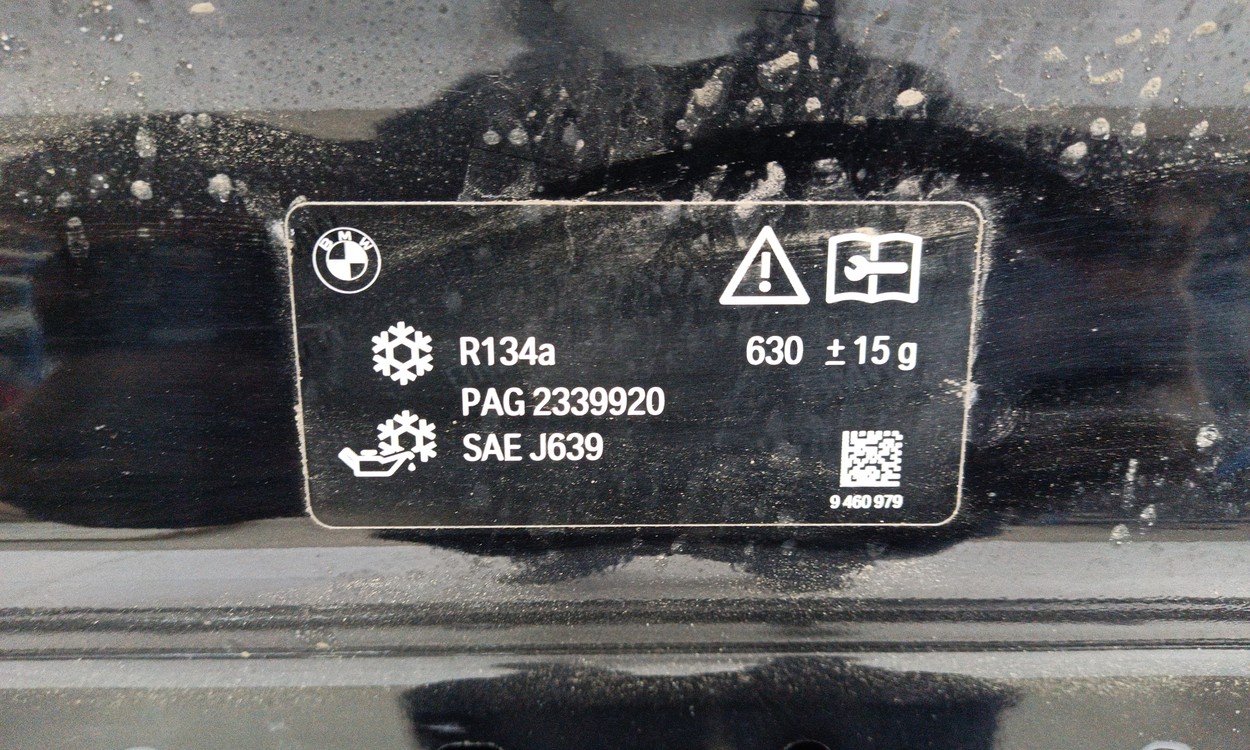 BMW
R134a 630 ± 15 g
PAG 2339920
SAE J639
9 460 979